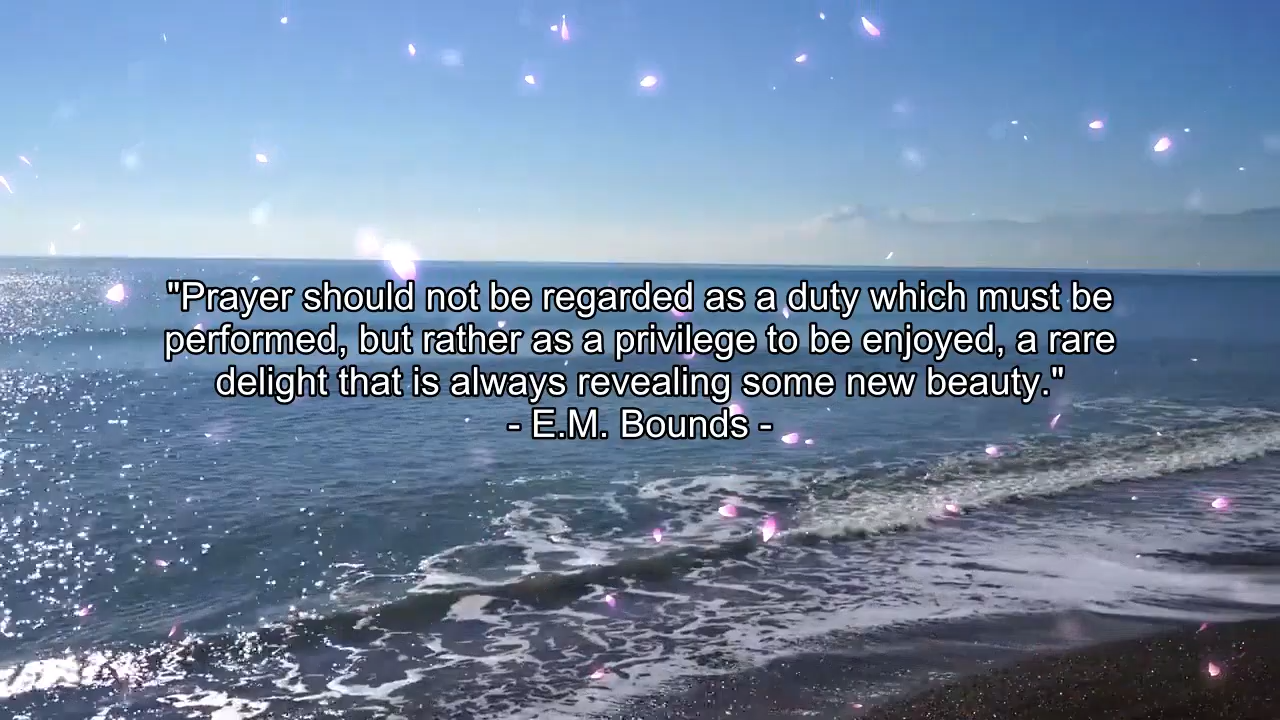 "Prayer should not be regarded as a duty which must be
performed, but rather as a privilege to be enjoyed, a rare
delight that is always revealing some new beauty."
- E.M. Bounds -